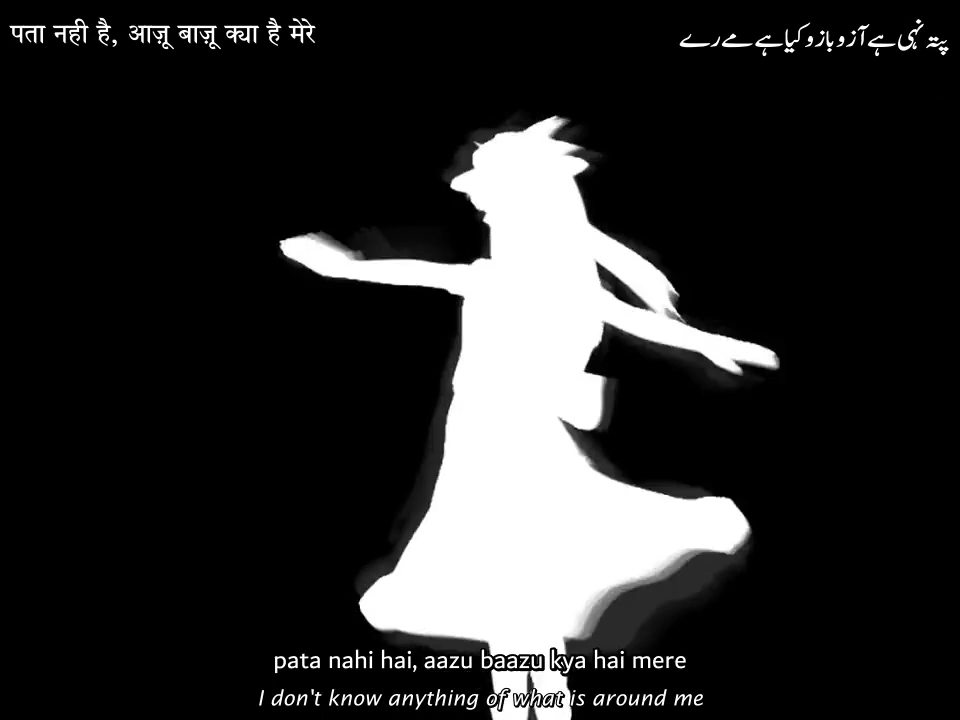 पता नही है, आज़ू बाज़ू क्या है मेरे
پتہ نہی ہے آزو بازو کیا ہے مے رے
pata nahi hai, aazu baazu kya hai mere
I don't know anything of what is around me